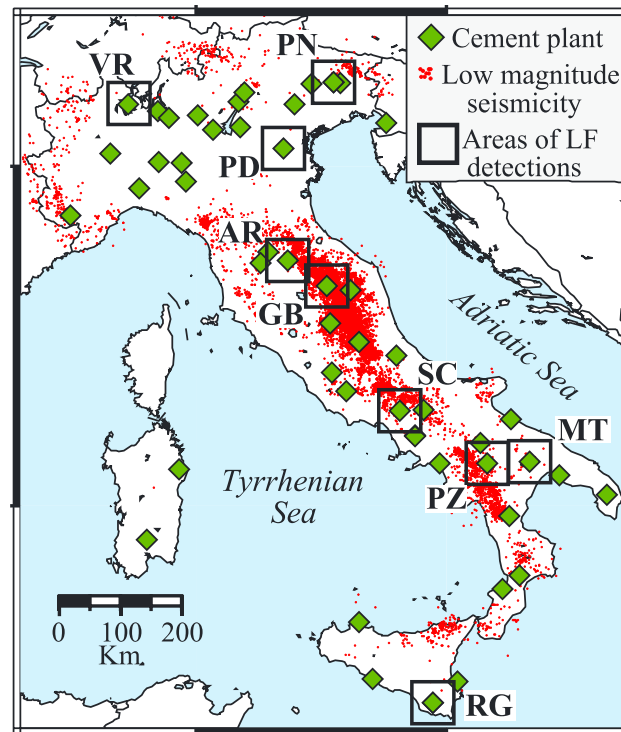 PN
VR
Cement plant
Low magnitude
seismicity
Areas of LF
detections
PD
AR
GB
Adriatic Sea
SC
MT
PZ
Tyrrhenian
Sea
0 100 200
Km
RG